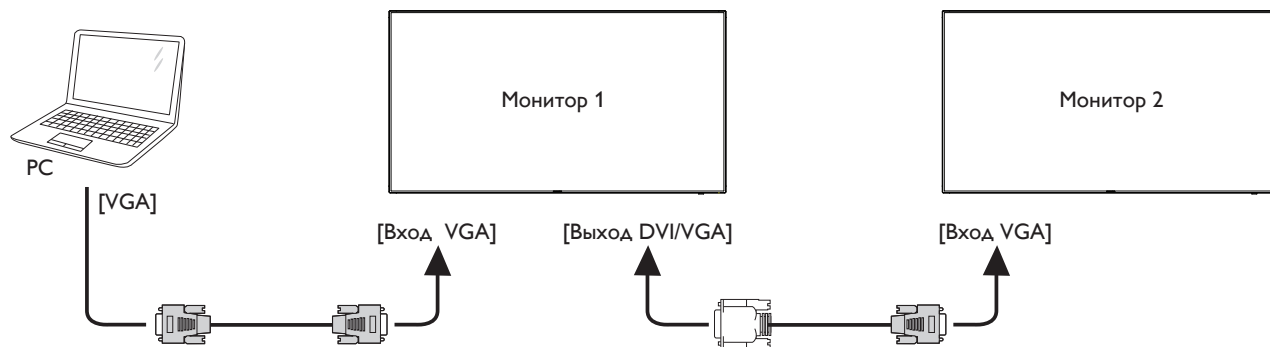 Монитор 1
Монитор 2
PC
[VGA]
[Вход VGA]
[Выход DVI/VGA]
[Вход VGA]